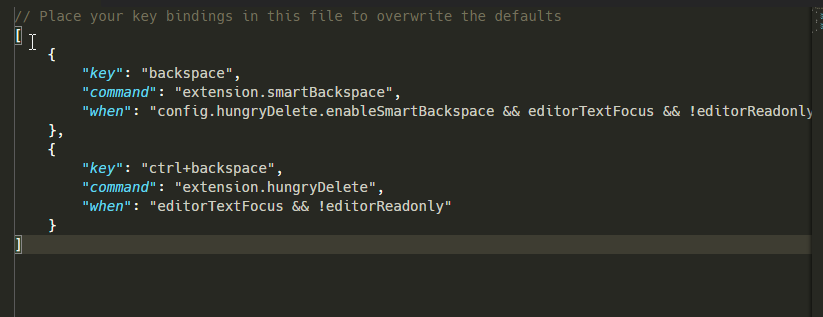 // Place your key bindings in this file to overwrite the defaults
[
    {
        "key": "backspace",
        "command": "extension.smartBackspace",
        "when": "config.hungryDelete.enableSmartBackspace && editorTextFocus && !editorReadonly
    },
    {
        "key": "ctrl+backspace",
        "command": "extension.hungryDelete",
        "when": "editorTextFocus && !editorReadonly"
    }
]